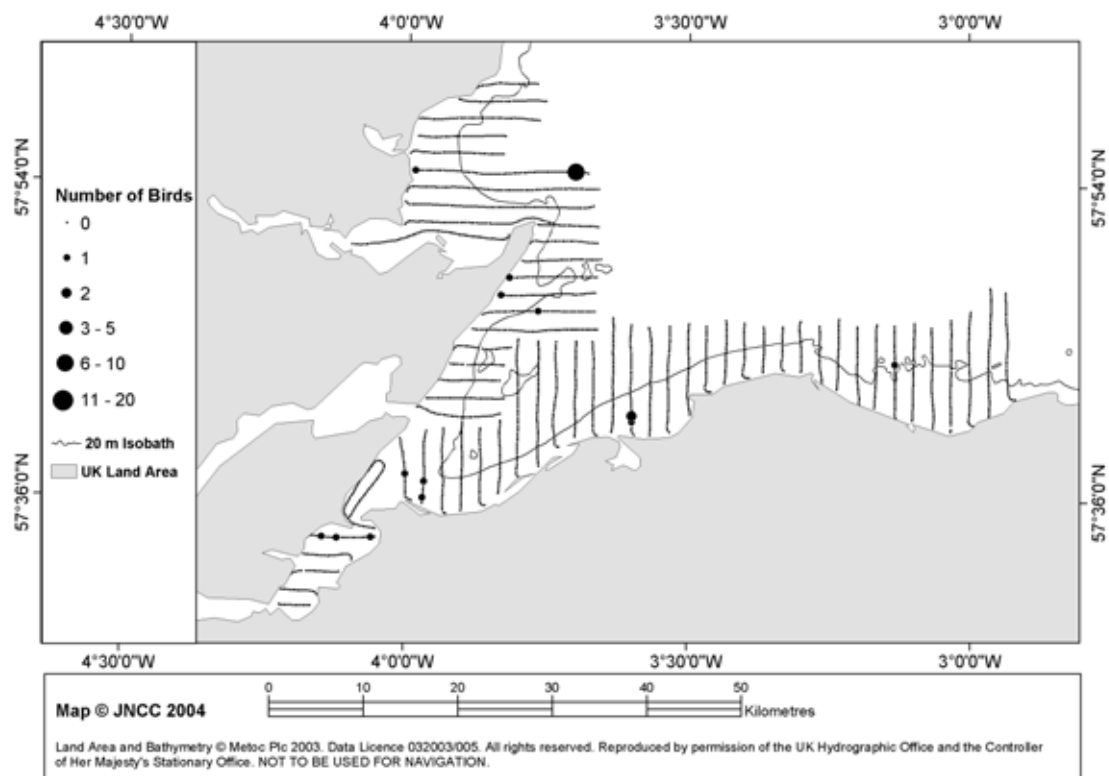 4°30'0"W 4°0'0"W 3°30'0"W 3°0'0"W
57°54'0"N
57°54'0"N
Number of Birds
0
1
2
3 - 5
6 - 10
11 - 20
20 m Isobath
UK Land Area
57°36'0"N
57°36'0"N
4°30'0"W 4°0'0"W 3°30'0"W 3°0'0"W
0 10 20 30 40 50
Kilometres
Map © JNCC 2004
Land Area and Bathymetry © Metoc Plc 2003. Data Licence 032003/005. All rights reserved. Reproduced by permission of the UK Hydrographic Office and the Controller
of Her Majesty's Stationary Office. NOT TO BE USED FOR NAVIGATION.